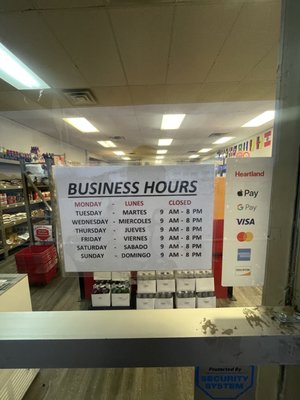 BUSINESS HOURS
MONDAY - LUNES CLOSED
TUESDAY - MARTES 9 AM - 8 PM
WEDNESDAY - MIERCOLES 9 AM - 8 PM
THURSDAY - JUEVES 9 AM - 8 PM
FRIDAY - VIERNES 9 AM - 8 PM
SATURDAY - SABADO 9 AM - 8 PM
SUNDAY - DOMINGO 9 AM - 8 PM
Heartland
Pay
G Pay
VISA
Protected By
SECURITY
SYSTEM